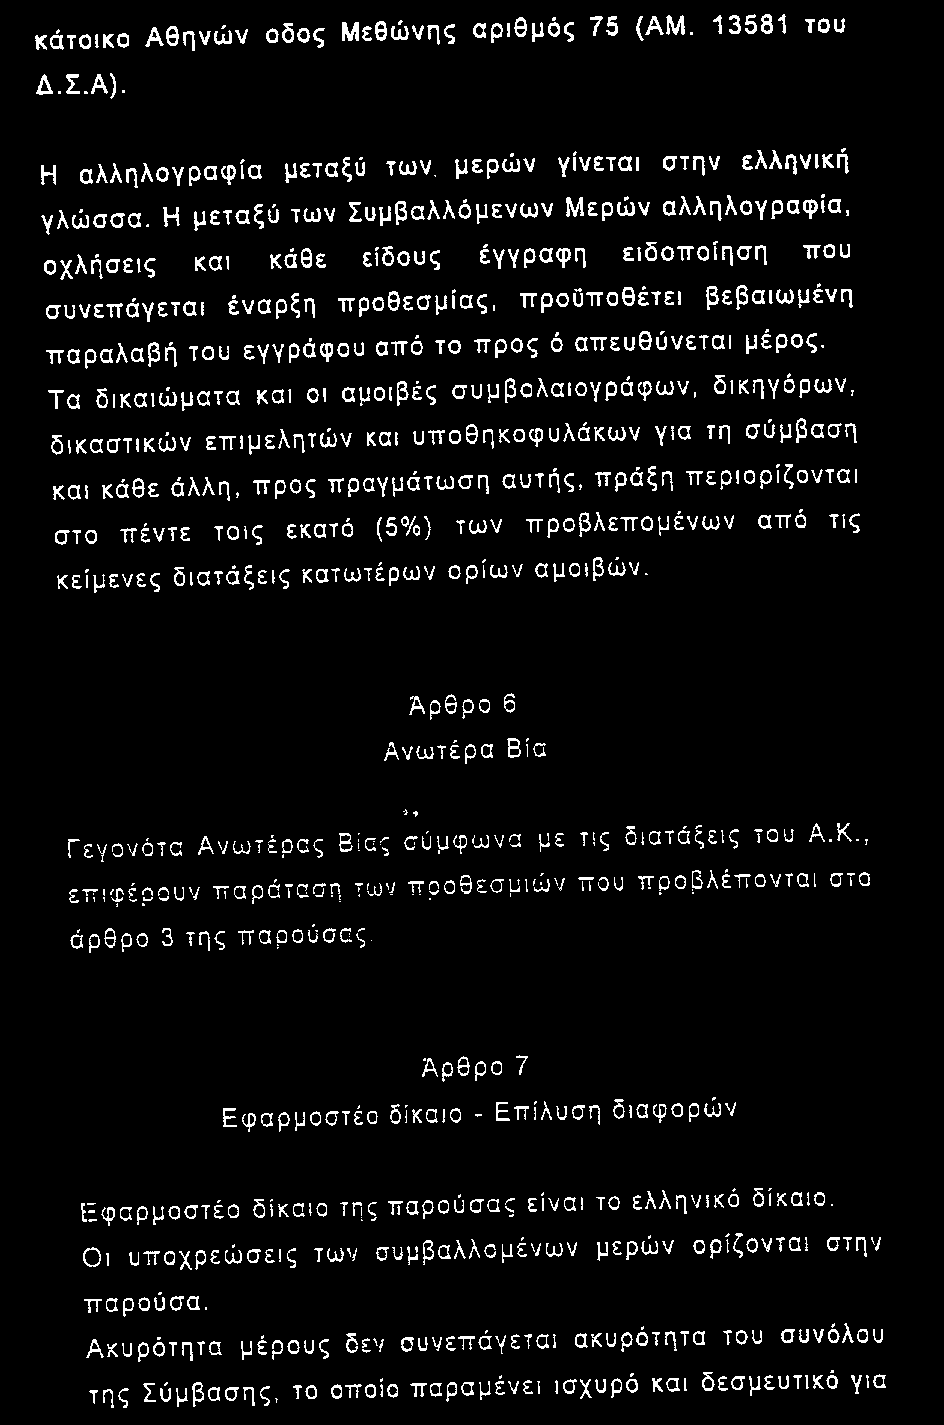 κάτοικο Αθηνών οδος Μεθώνης αριθμός 75 (ΑΜ. 13581 του
Δ.Σ.Α).
Η αλληλογραφία μεταξύ των. μερών γίνεται στην ελληνική
γλώσσα. Η μεταξύ των Συμβαλλόμενων Μερών αλληλογραφία,
οχλήσεις και κάθε είδους έγγραφη ειδοποίηση που
συνεπάγεται έναρξη προθεσμίας, προϋποθέτει βεβαιωμένη
παραλαβή του εγγράφου από το προς ό απευθύνεται μέρος.
Τα δικαιώματα και οι αμοιβές συμβολαιογράφων, δικηγόρων,
δικαστικών επιμελητών και υποθηκοφυλάκων για τη σύμβαση
και κάθε άλλη, προς πραγμάτωση αυτής, πράξη περιορίζονται
στο πέντε τοις εκατό (5%) των προβλεπομένων από τις
κείμενες διατάξεις κατωτέρων ορίων αμοιβών.
Άρθρο 6
Ανωτέρα Βία
Γεγονότα Ανωτέρας Βίας σύμφωνα με τις διατάξεις του Α.Κ.,
επιφέρουν παράταση των προθεσμιών που προβλέπονται στο
άρθρο 3 της παρούσας.
Άρθρο 7
Εφαρμοστέο δίκαιο - Επίλυση διαφορών
Εφαρμοστέο δίκαιο της παρούσας είναι το ελληνικό δίκαιο.
Οι υποχρεώσεις των συμβαλλομένων μερών ορίζονται στην
παρούσα.
Ακυρότητα μέρους δεν συνεπάγεται ακυρότητα του συνόλου
της Σύμβασης, το οποίο παραμένει ισχυρό και δεσμευτικό για